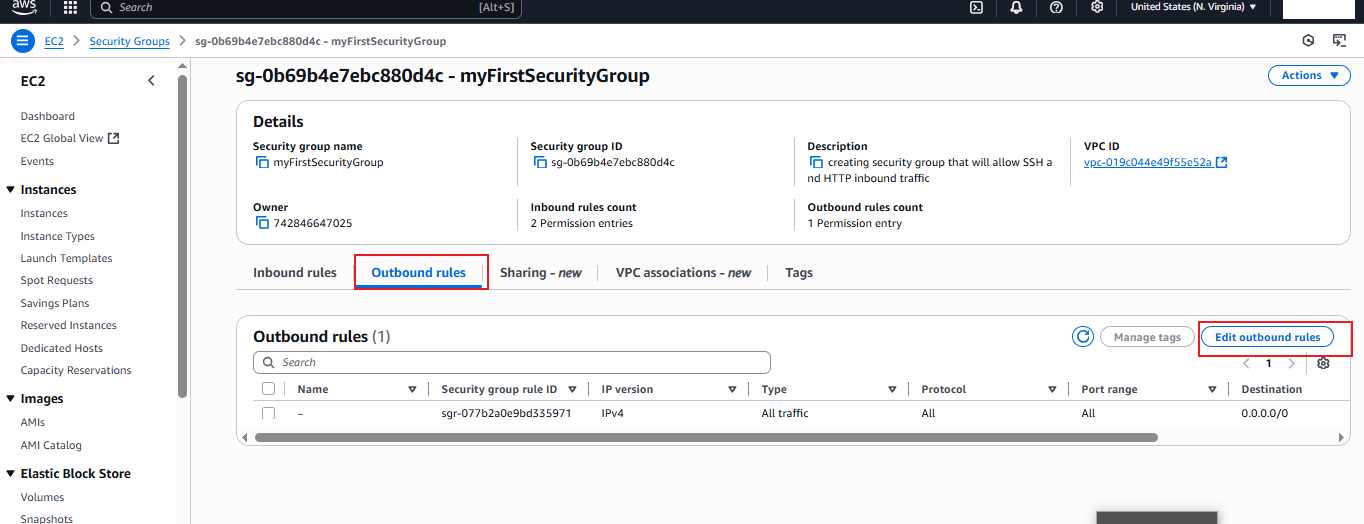 aws
Search [Alt+S] United States (N. Virginia)
EC2 > Security Groups > sg-0b69b4e7ebc880d4c - myFirstSecurityGroup
EC2
Dashboard
EC2 Global View
Events
Instances
Instances
Instance Types
Launch Templates
Spot Requests
Savings Plans
Reserved Instances
Dedicated Hosts
Capacity Reservations
Images
AMIs
AMI Catalog
Elastic Block Store
Volumes
Snapshots
sg-0b69b4e7ebc880d4c - myFirstSecurityGroup
Actions
Details
Security group name
myFirstSecurityGroup
Security group ID
sg-0b69b4e7ebc880d4c
Description
creating security group that will allow SSH a
nd HTTP inbound traffic
VPC ID
vpc-019c044e49f55e52a
Owner
742846647025
Inbound rules count
2 Permission entries
Outbound rules count
1 Permission entry
Inbound rules Outbound rules Sharing - new VPC associations - new Tags
Outbound rules (1)
Manage tags Edit outbound rules
Search
1
Name Security group rule ID IP version Type Protocol Port range Destination
– sgr-077b2a0e9bd335971 IPv4 All traffic All All 0.0.0.0/0